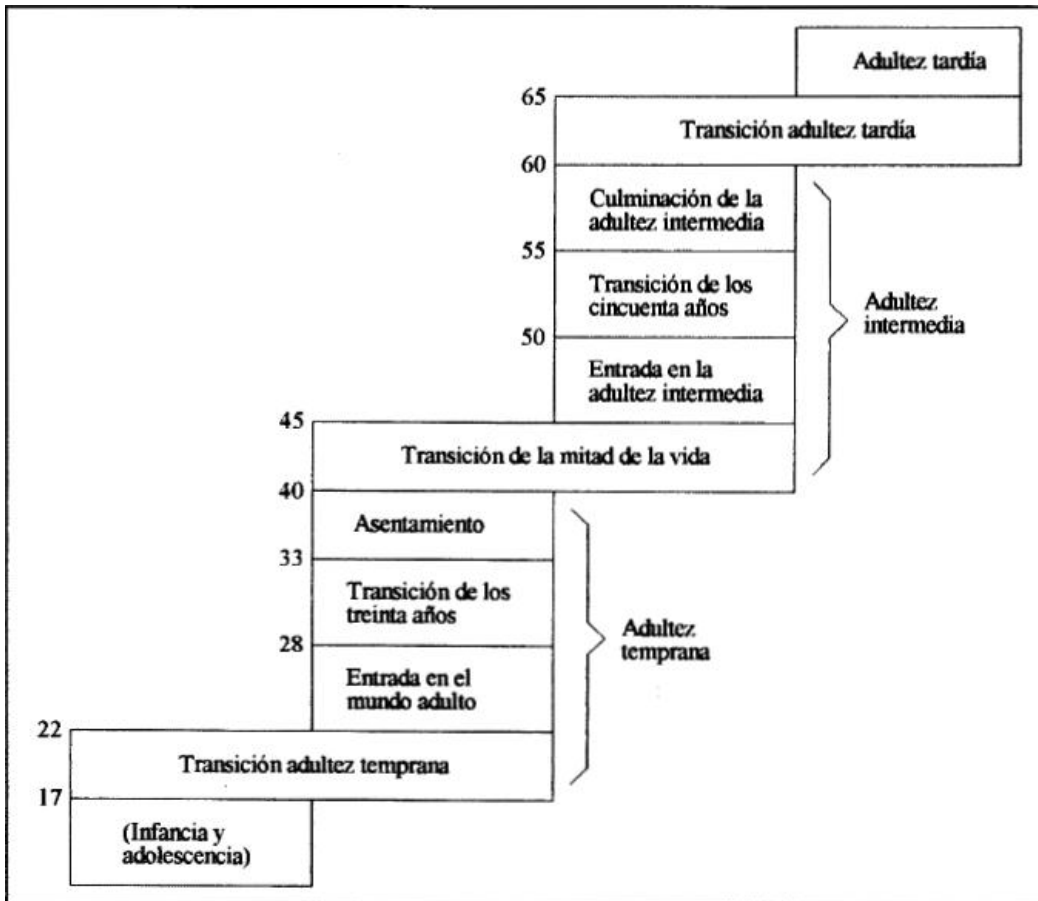 Adultez tardía
65
Transición adultez tardía
60
Culminación de la
adultez intermedia
55
Transición de los
cincuenta años
50
Entrada en la
adultez intermedia
Adultez
intermedia
45
Transición de la mitad de la vida
40
Asentamiento
33
Transición de los
treinta años
28
Entrada en el
mundo adulto
Adultez
temprana
22
Transición adultez temprana
17
(Infancia y
adolescencia)